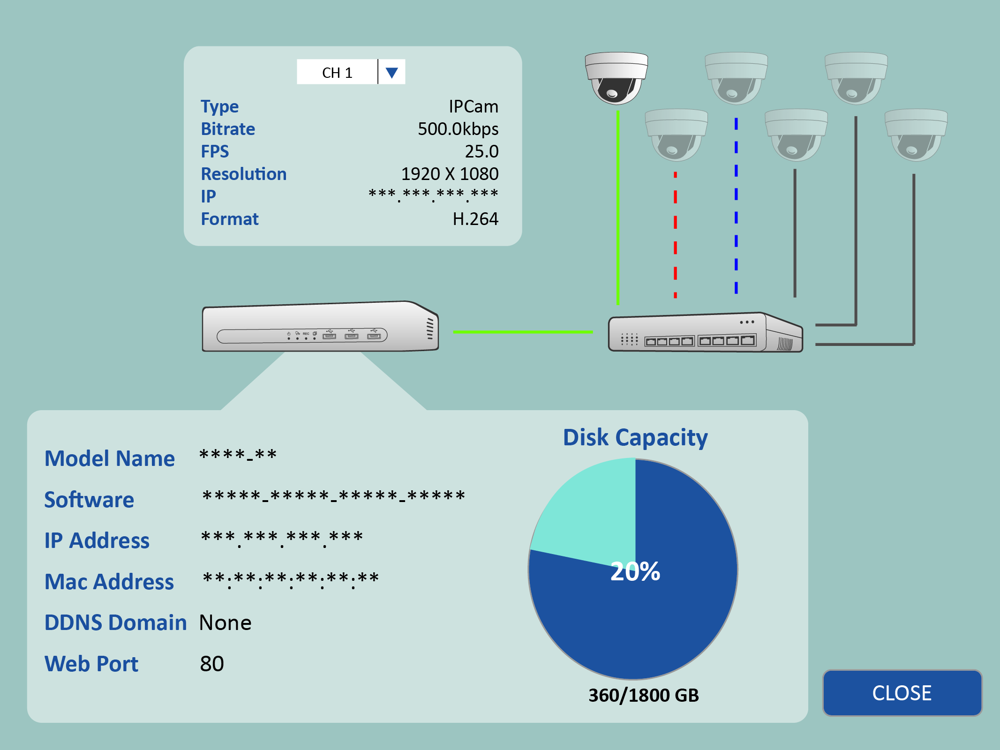 CH 1
Type IPCam
Bitrate 500.0kbps
FPS 25.0
Resolution 1920 X 1080
IP ***.***.***.***
Format H.264
REC
Disk Capacity
Model Name ****-**
Software *****-*****-*****-*****
IP Address ***.***.***.***
Mac Address **:**:**:**:**:**
DDNS Domain None
Web Port 80
20%
360/1800 GB
CLOSE